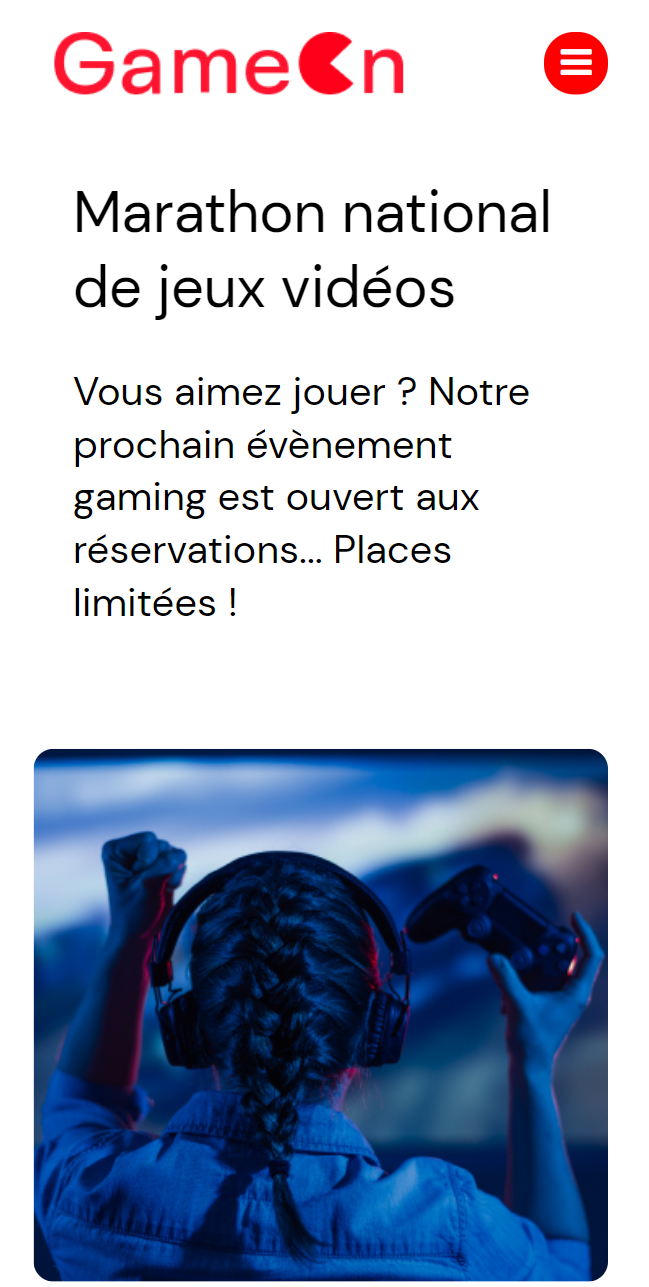 GameOn
Marathon national
de jeux vidéos
Vous aimez jouer ? Notre
prochain évènement
gaming est ouvert aux
réservations... Places
limitées !